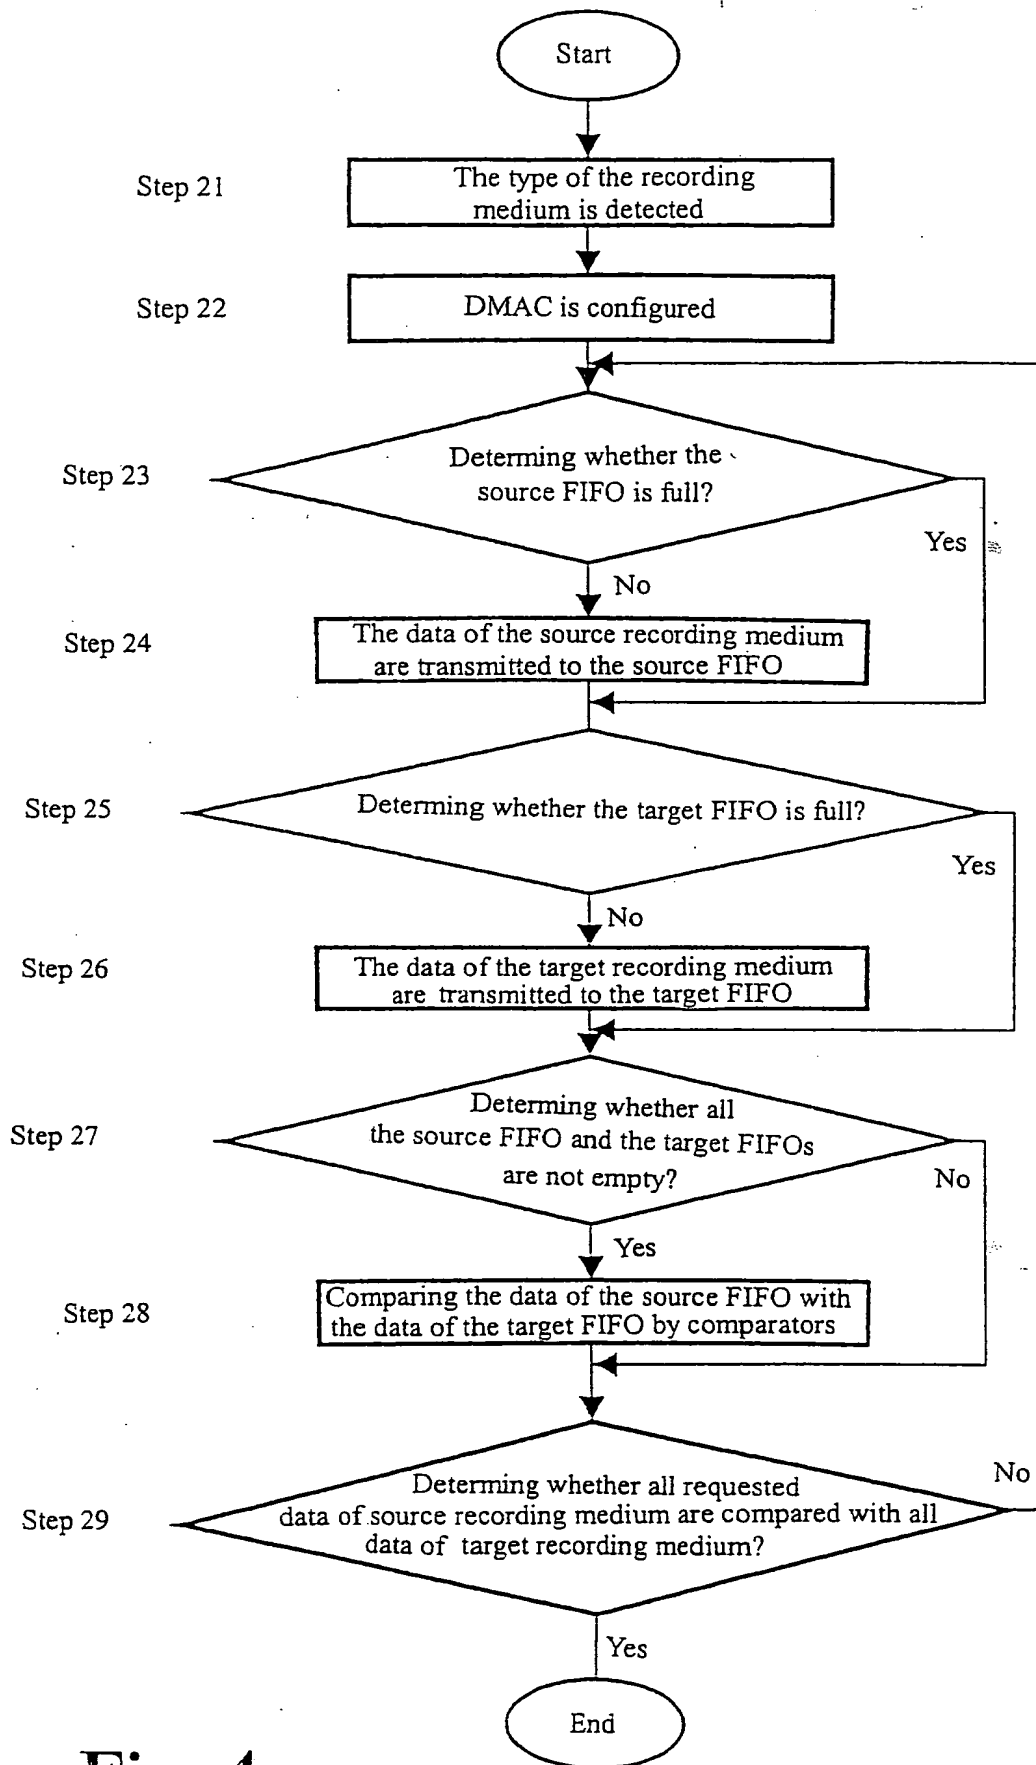 Start
Step 21
The type of the recording
medium is detected
Step 22
DMAC is configured
Step 23
Determing whether the
source FIFO is full?
Yes
No
Step 24
The data of the source recording medium
are transmitted to the source FIFO
Step 25
Determing whether the target FIFO is full?
Yes
No
Step 26
The data of the target recording medium
are transmitted to the target FIFO
Step 27
Determing whether all
the source FIFO and the target FIFOs
are not empty?
No
Yes
Step 28
Comparing the data of the source FIFO with
the data of the target FIFO by comparators
Step 29
Determing whether all requested
data of source recording medium are compared with all
data of target recording medium?
No
Yes
End